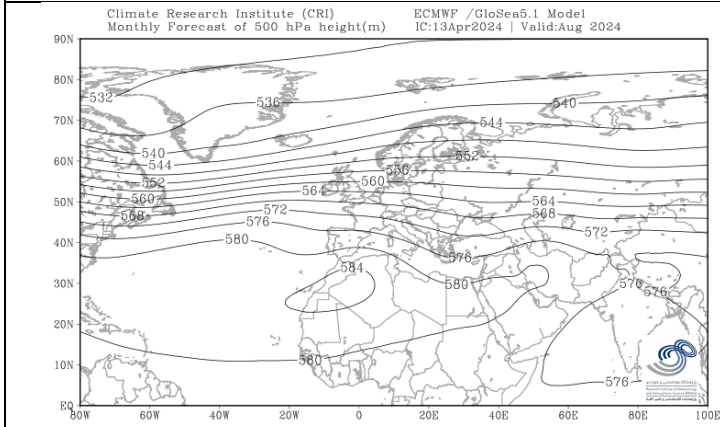 Climate Research Institute (CRI) ECMWF /GloSea5.1 Model
Monthly Forecast of 500 hPa height(m) IC:13Apr2024 | Valid:Aug 2024
90N
80N
532
536
540
70N
544
540
552
60N
544
556
552
560
560
564
564
50N
568
572
568
576
572
40N
580
576
584
580
576
30N
576
20N
10N
580
576
EQ
80W 60W 40W 20W 0 20E 40E 60E 80E 100E